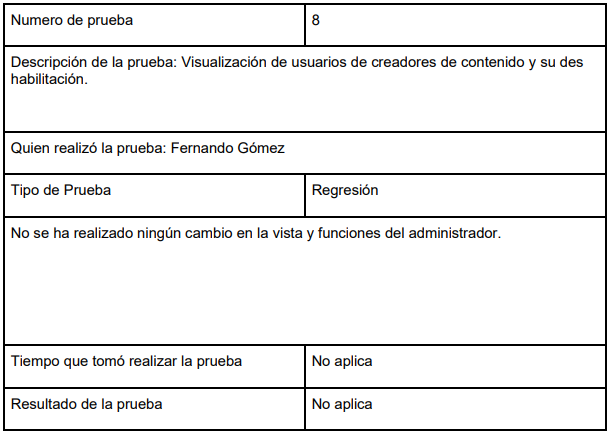 Numero de prueba 8
Descripción de la prueba: Visualización de usuarios de creadores de contenido y su des
habilitación.
Quien realizó la prueba: Fernando Gómez
Tipo de Prueba Regresión
No se ha realizado ningún cambio en la vista y funciones del administrador.
Tiempo que tomó realizar la prueba No aplica
Resultado de la prueba No aplica